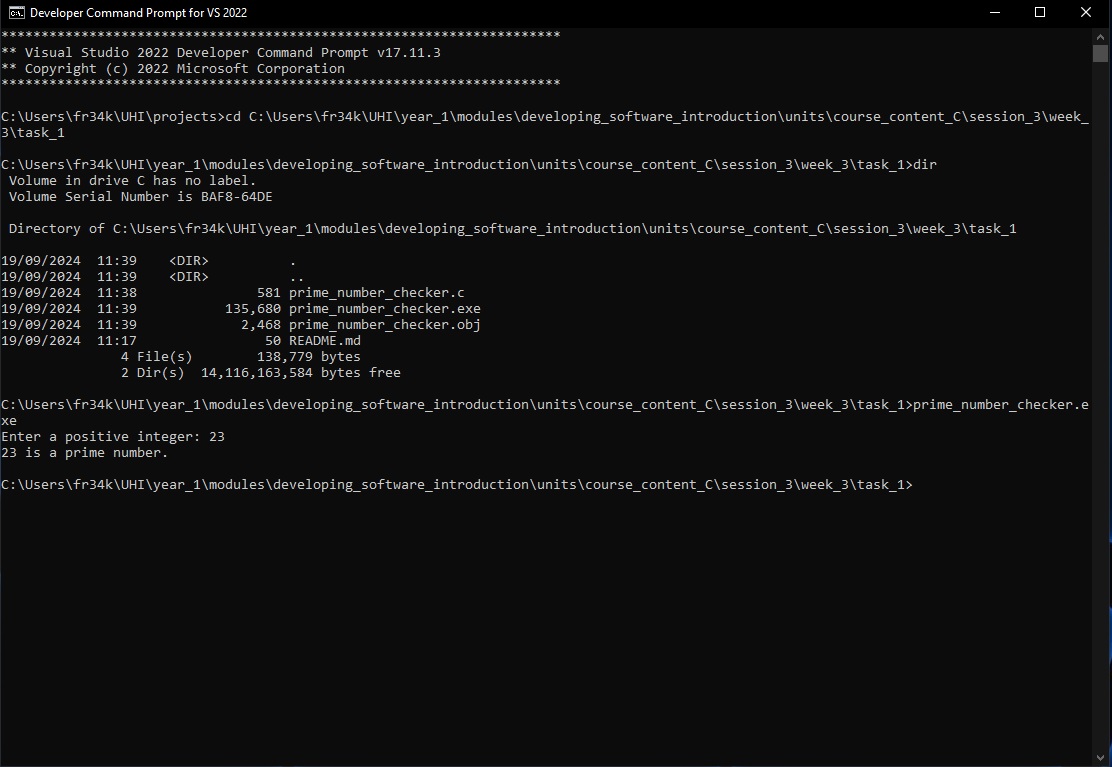 Developer Command Prompt for VS 2022
**********************************************************************
** Visual Studio 2022 Developer Command Prompt v17.11.3
** Copyright (c) 2022 Microsoft Corporation
**********************************************************************
C:\Users\fr34k\UHI\projects>cd C:\Users\fr34k\UHI\year_1\modules\developing_software_introduction\units\course_content_C\session_3\week_
3\task_1
C:\Users\fr34k\UHI\year_1\modules\developing_software_introduction\units\course_content_C\session_3\week_3\task_1>dir
 Volume in drive C has no label.
 Volume Serial Number is BAF8-64DE
 Directory of C:\Users\fr34k\UHI\year_1\modules\developing_software_introduction\units\course_content_C\session_3\week_3\task_1
19/09/2024  11:39    <DIR>          .
19/09/2024  11:39    <DIR>          ..
19/09/2024  11:38               581 prime_number_checker.c
19/09/2024  11:39           135,680 prime_number_checker.exe
19/09/2024  11:39             2,468 prime_number_checker.obj
19/09/2024  11:17                50 README.md
               4 File(s)        138,779 bytes
               2 Dir(s)  14,116,163,584 bytes free
C:\Users\fr34k\UHI\year_1\modules\developing_software_introduction\units\course_content_C\session_3\week_3\task_1>prime_number_checker.e
xe
Enter a positive integer: 23
23 is a prime number.
C:\Users\fr34k\UHI\year_1\modules\developing_software_introduction\units\course_content_C\session_3\week_3\task_1>